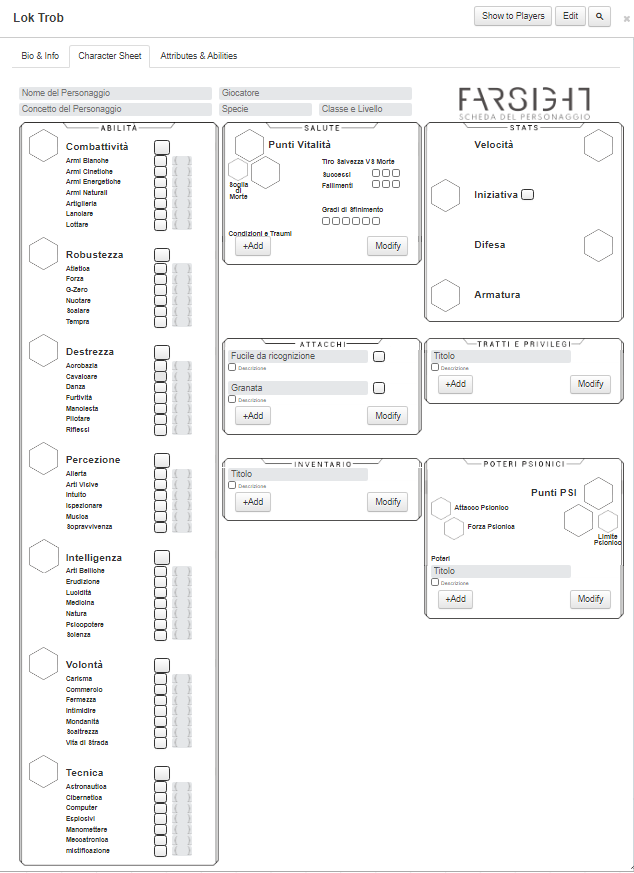 Lok Trob
Show to Players
Edit
Bio & Info
Character Sheet
Attributes & Abilities
Nome del Personaggio
Giocatore
Concetto del Personaggio
Specie
Classe e Livello
FARSIGHT
SCHEDA DEL PERSONAGGIO
ABILITÀ
Combattività
Armi Bianche
Armi Cinetiche
Armi Energetiche
Armi Naturali
Artiglieria
Lanciare
Lottare
Robustezza
Atletica
Forza
G-Zero
Nuotare
Scalare
Tempra
Destrezza
Acrobazia
Cavalcare
Danza
Furtività
Manolesta
Pilotare
Riflessi
Percezione
Allerta
Arti Visive
Intuito
Ispezionare
Musica
Sopravvivenza
Intelligenza
Arti Belliche
Erudizione
Lucidità
Medicina
Natura
Psicopotere
Scienza
Volontà
Carisma
Commercio
Fermezza
Intimidire
Mondanità
Scaltrezza
Vita di Strada
Tecnica
Astronautica
Cibernetica
Computer
Esplosivi
Manomettere
Meccatronica
mistificazione
SALUTE
Punti Vitalità
Soglia
di
Morte
Tiro Salvezza VS Morte
Successi
Fallimenti
Gradi di Sfinimento
Condizioni e Traumi
+Add
Modify
STATS
Velocità
Iniziativa
Difesa
Armatura
ATTACCHI
Fucile da ricognizione
Descrizione
Granata
Descrizione
+Add
Modify
TRATTI E PRIVILEGI
Titolo
Descrizione
+Add
Modify
INVENTARIO
Titolo
Descrizione
+Add
Modify
POTERI PSIONICI
Punti PSI
Attacco Psionico
Forza Psionica
Limite
Psionico
Poteri
Titolo
Descrizione
+Add
Modify